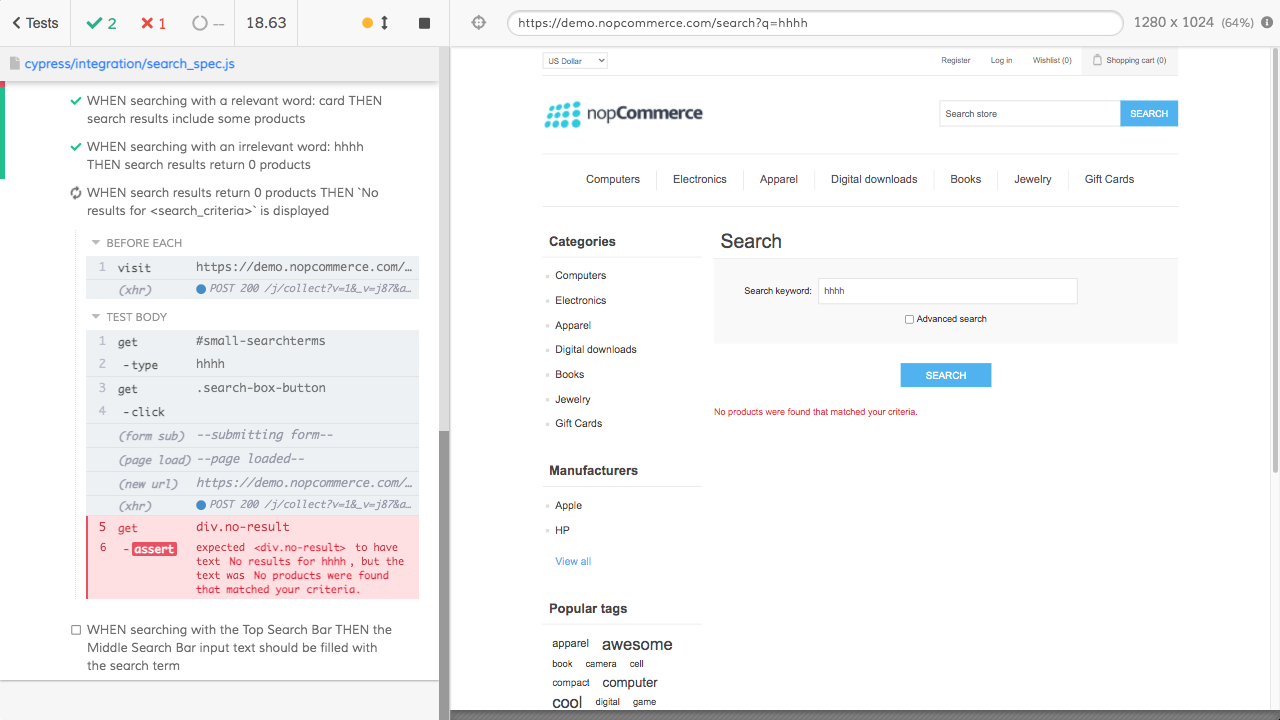 Tests
2
1
--
18.63
https://demo.nopcommerce.com/search?q=hhhh
1280 x 1024 (64%)
cypress/integration/search_spec.js
WHEN searching with a relevant word: card THEN
search results include some products
WHEN searching with an irrelevant word: hhhh
THEN search results return 0 products
WHEN search results return 0 products THEN `No
results for <search_criteria>` is displayed
BEFORE EACH
1 visit https://demo.nopcommerce.com/…
(xhr) POST 200 /j/collect?v=1&_v=j87&a…
TEST BODY
1 get #small-searchterms
2 -type hhhh
3 get .search-box-button
4 -click
(form sub) --submitting form--
(page load) --page loaded--
(new url) https://demo.nopcommerce.com/…
(xhr) POST 200 /j/collect?v=1&_v=j87&a…
5 get div.no-result
6 -assert expected <div.no-result> to have
text No results for hhhh, but the
text was No products were found
that matched your criteria.
WHEN searching with the Top Search Bar THEN the
Middle Search Bar input text should be filled with
the search term
US Dollar
Register
Log in
Wishlist (0)
Shopping cart (0)
nopCommerce
Search store
SEARCH
Computers
Electronics
Apparel
Digital downloads
Books
Jewelry
Gift Cards
Categories
Computers
Electronics
Apparel
Digital downloads
Books
Jewelry
Gift Cards
Manufacturers
Apple
HP
View all
Popular tags
apparel awesome
book camera cell
compact computer
cool digital game
Search
Search keyword: hhhh
Advanced search
SEARCH
No products were found that matched your criteria.